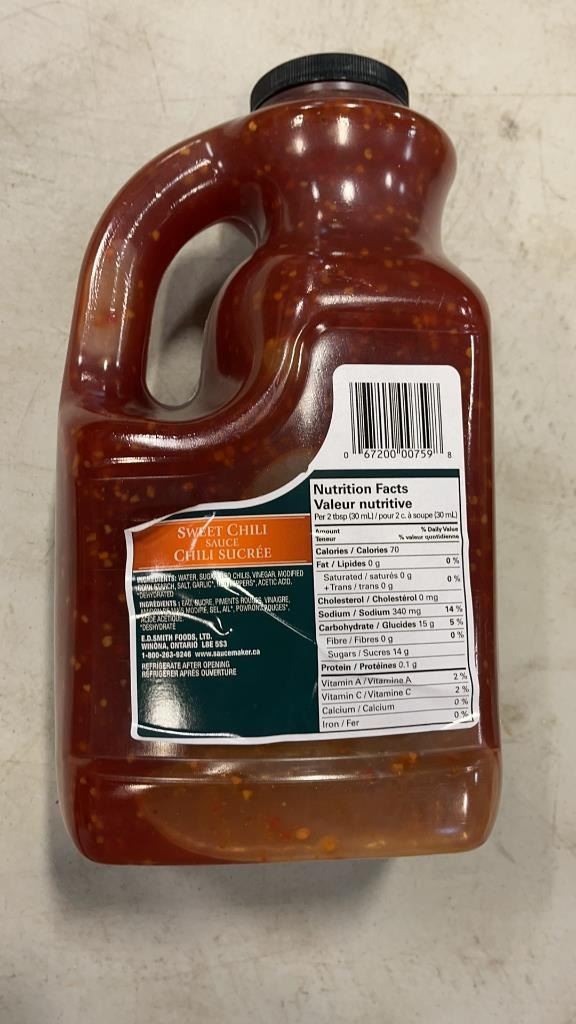 0 67200 00759 8
Nutrition Facts
Valeur nutritive
Per 2 tbsp (30 mL) / pour 2 c. à soupe (30 mL)
Amount % Daily Value
Teneur % valeur quotidienne
Calories / Calories 70
Fat / Lipides 0 g 0 %
Saturated / saturés 0 g 0 %
+ Trans / trans 0 g
Cholesterol / Cholestérol 0 mg
Sodium / Sodium 340 mg 14 %
Carbohydrate / Glucides 15 g 5 %
Fibre / Fibres 0 g 0 %
Sugars / Sucres 14 g
Protein / Protéines 0.1 g
Vitamin A / Vitamine A 2 %
Vitamin C / Vitamine C 2 %
Calcium / Calcium 0 %
Iron / Fer 0 %
SWEET CHILI
SAUCE
CHILI SUCRÉE
INGREDIENTS: WATER, CHILIS, VINEGAR, MODIFIED
STARCH, SALT, GARLIC*, ACETIC ACID.
*DEHYDRATED
INGRÉDIENTS: EAU, SUCRE, PIMENTS ROUGES, VINAIGRE,
MAÏS MODIFIÉ, SEL, AIL*, POIVRONS ROUGES*,
ACIDE ACÉTIQUE.
*DÉSHYDRATÉ
E.D.SMITH FOODS, LTD.
WINONA, ONTARIO L8E 5S3
1-800-263-9246 www.saucemaker.ca
REFRIGERATE AFTER OPENING
RÉFRIGÉRER APRÈS OUVERTURE